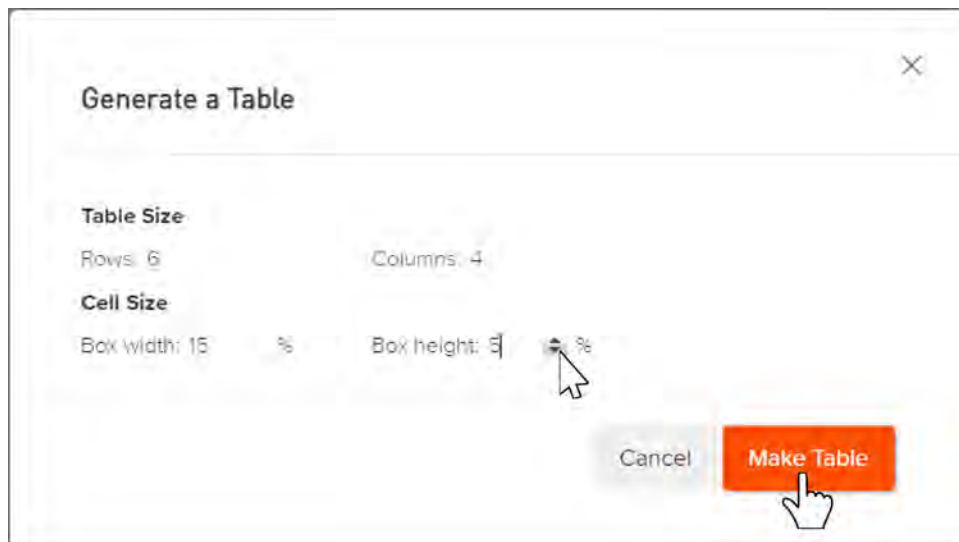 Generate a Table
Table Size
Rows: 6 Columns: 4
Cell Size
Box width: 15 % Box height: 5 %
Cancel Make Table